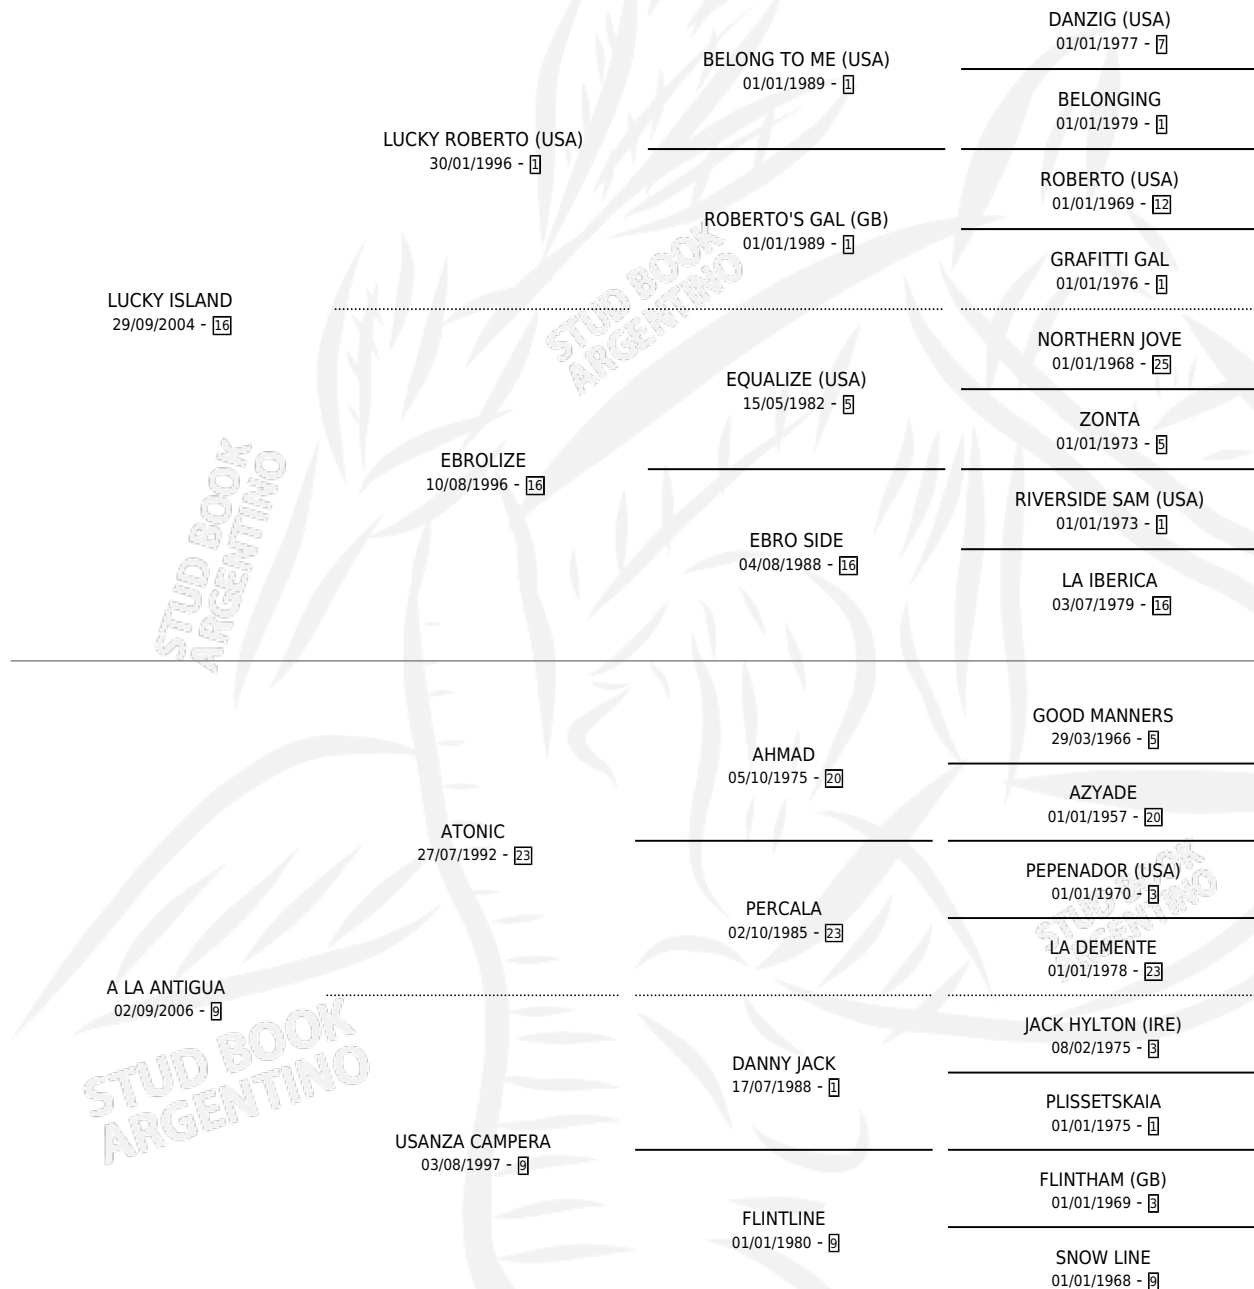 DANZIG (USA)
01/01/1977 - 7
BELONG TO ME (USA)
01/01/1989 - 1
BELONGING
01/01/1979 - 1
LUCKY ROBERTO (USA)
30/01/1996 - 1
ROBERTO (USA)
01/01/1969 - 12
ROBERTO'S GAL (GB)
01/01/1989 - 1
GRAFITTI GAL
01/01/1976 - 1
LUCKY ISLAND
29/09/2004 - 16
NORTHERN JOVE
01/01/1968 - 25
EQUALIZE (USA)
15/05/1982 - 5
ZONTA
01/01/1973 - 5
EBROLIZE
10/08/1996 - 16
RIVERSIDE SAM (USA)
01/01/1973 - 1
EBRO SIDE
04/08/1988 - 16
LA IBERICA
03/07/1979 - 16
GOOD MANNERS
29/03/1966 - 5
AHMAD
05/10/1975 - 20
AZYADE
01/01/1957 - 20
ATONIC
27/07/1992 - 23
PEPENADOR (USA)
01/01/1970 - 3
PERCALA
02/10/1985 - 23
LA DEMENTE
01/01/1978 - 23
A LA ANTIGUA
02/09/2006 - 9
JACK HYLTON (IRE)
08/02/1975 - 3
DANNY JACK
17/07/1988 - 1
PLISSETSKAIA
01/01/1975 - 1
USANZA CAMPERA
03/08/1997 - 9
FLINTHAM (GB)
01/01/1969 - 3
FLINTLINE
01/01/1980 - 9
SNOW LINE
01/01/1968 - 9
STUD BOOK
ARGENTINO
STUD BOOK
ARGENTINO
STUD BOOK
ARGENTINO
STUD BOOK
ARGENTINO